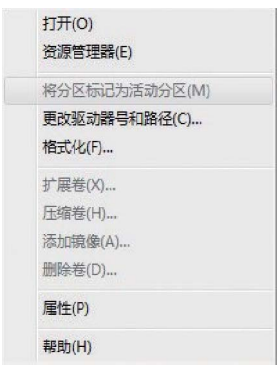 打开(O)
资源管理器(E)
将分区标记为活动分区(M)
更改驱动器号和路径(C)...
格式化(F)...
扩展卷(X)...
压缩卷(H)...
添加镜像(A)...
删除卷(D)...
属性(P)
帮助(H)